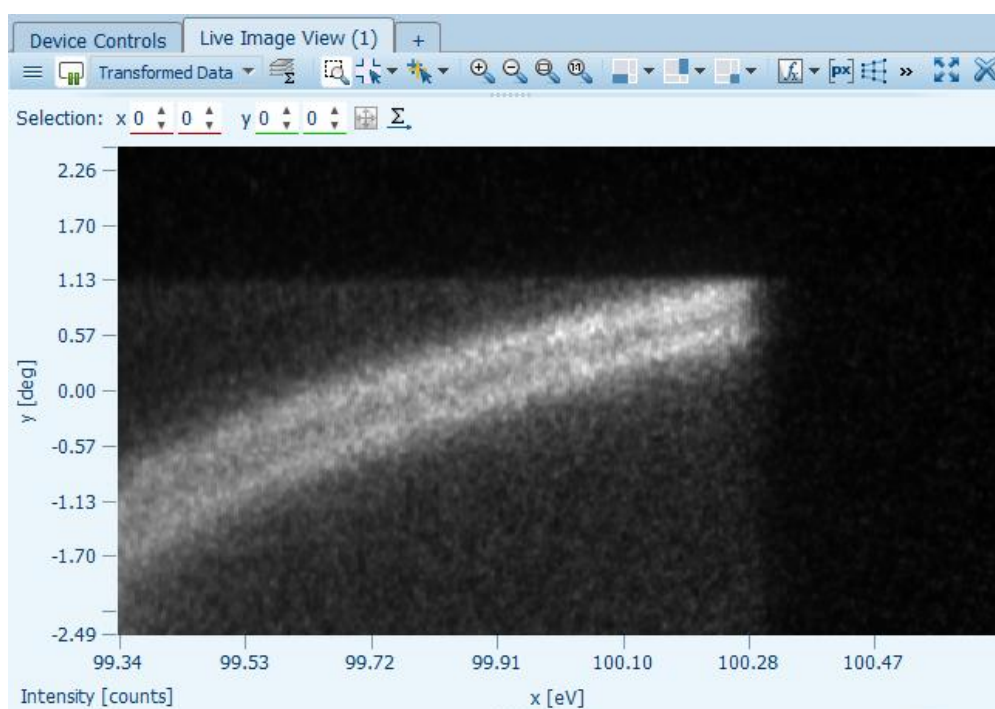 Device Controls Live Image View (1) +
Transformed Data Σ fx [px] »
Selection: x 0 0 y 0 0 Σ
2.26
1.70
1.13
0.57
0.00
-0.57
-1.13
-1.70
-2.49
y [deg]
99.34 99.53 99.72 99.91 100.10 100.28 100.47
Intensity [counts] x [eV]